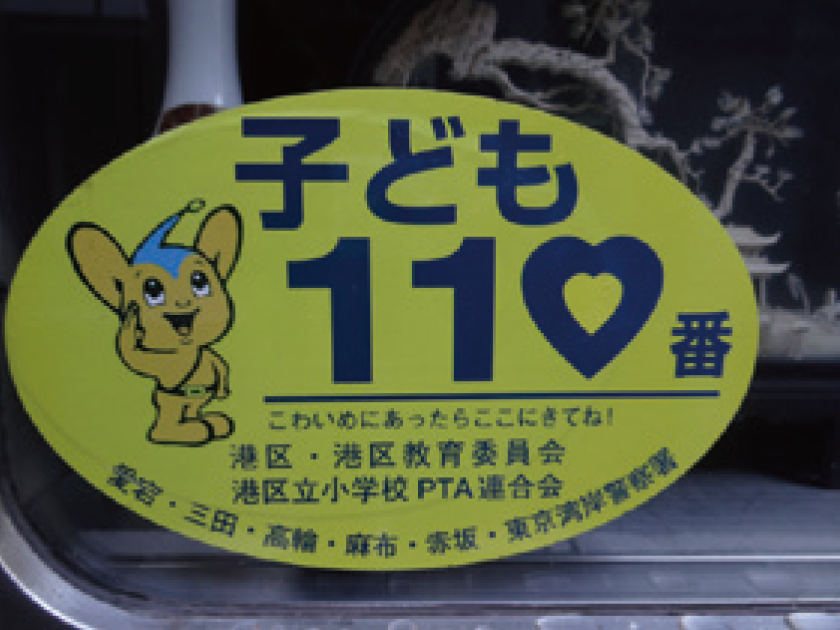 子ども
110番
こわいめにあったらここにきてね!
港区・港区教育委員会
港区立小学校PTA連合会
愛宕・三田・高輪・麻布・赤坂・東京湾岸警察署